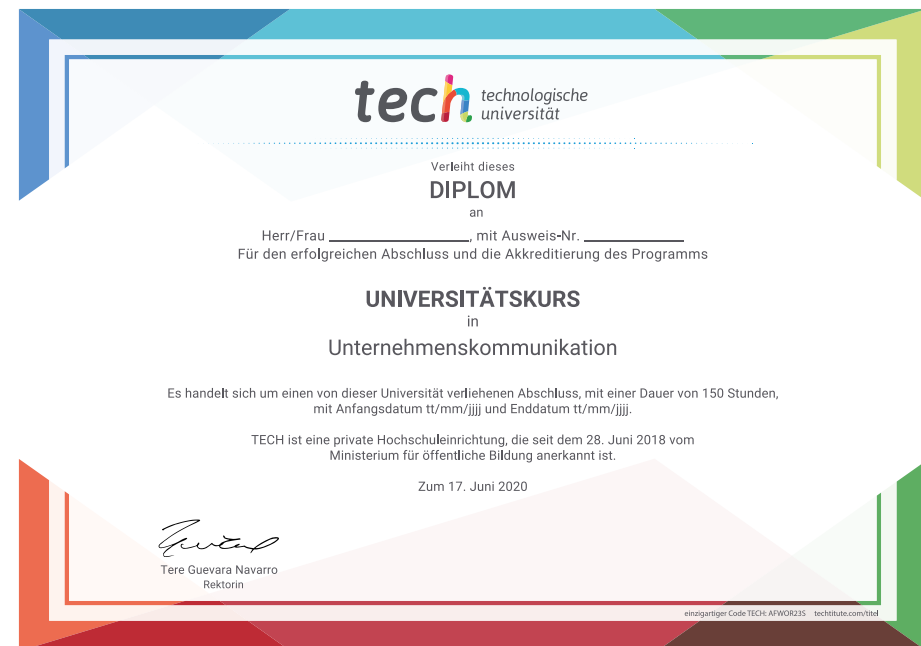 tech technologische
universität
Verleiht dieses
DIPLOM
an
Herr/Frau ____________________, mit Ausweis-Nr. ______________
Für den erfolgreichen Abschluss und die Akkreditierung des Programms
UNIVERSITÄTSKURS
in
Unternehmenskommunikation
Es handelt sich um einen von dieser Universität verliehenen Abschluss, mit einer Dauer von 150 Stunden,
mit Anfangsdatum tt/mm/jjjj und Enddatum tt/mm/jjjj.
TECH ist eine private Hochschuleinrichtung, die seit dem 28. Juni 2018 vom
Ministerium für öffentliche Bildung anerkannt ist.
Zum 17. Juni 2020
Tere Guevara Navarro
Rektorin
einzigartiger Code TECH: AFWOR23S techtitute.com/titel